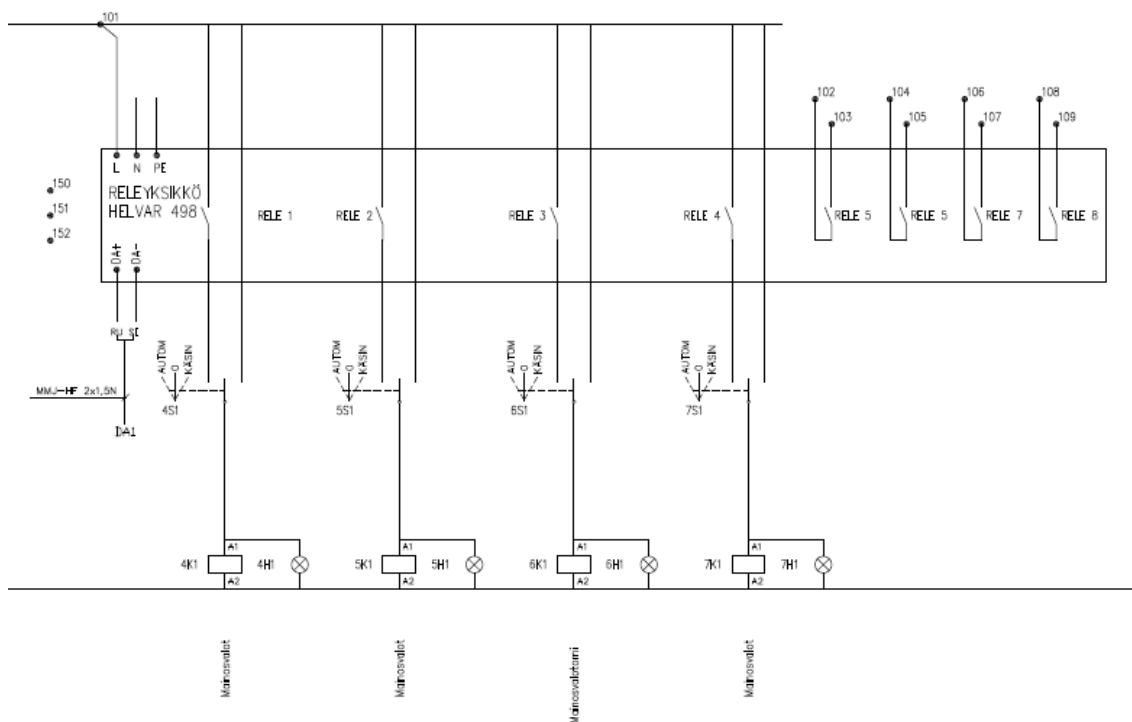 101
102
104
106
108
103
105
107
109
L N PE
150
151
152
RELEYKSIKKÖ
HELVAR 498
RELE 1
RELE 2
RELE 3
RELE 4
RELE 5
RELE 5
RELE 7
RELE 8
DA+
DA-
RU SI
MMJ-HF 2x1,5N
DA1
AUTOM
0
KÄSIN
4S1
AUTOM
0
KÄSIN
5S1
AUTOM
0
KÄSIN
6S1
AUTOM
0
KÄSIN
7S1
A1
4K1
4H1
A2
A1
5K1
5H1
A2
A1
6K1
6H1
A2
A1
7K1
7H1
A2
Mainosvalot
Mainosvalot
Mainosvalotorni
Mainosvalot